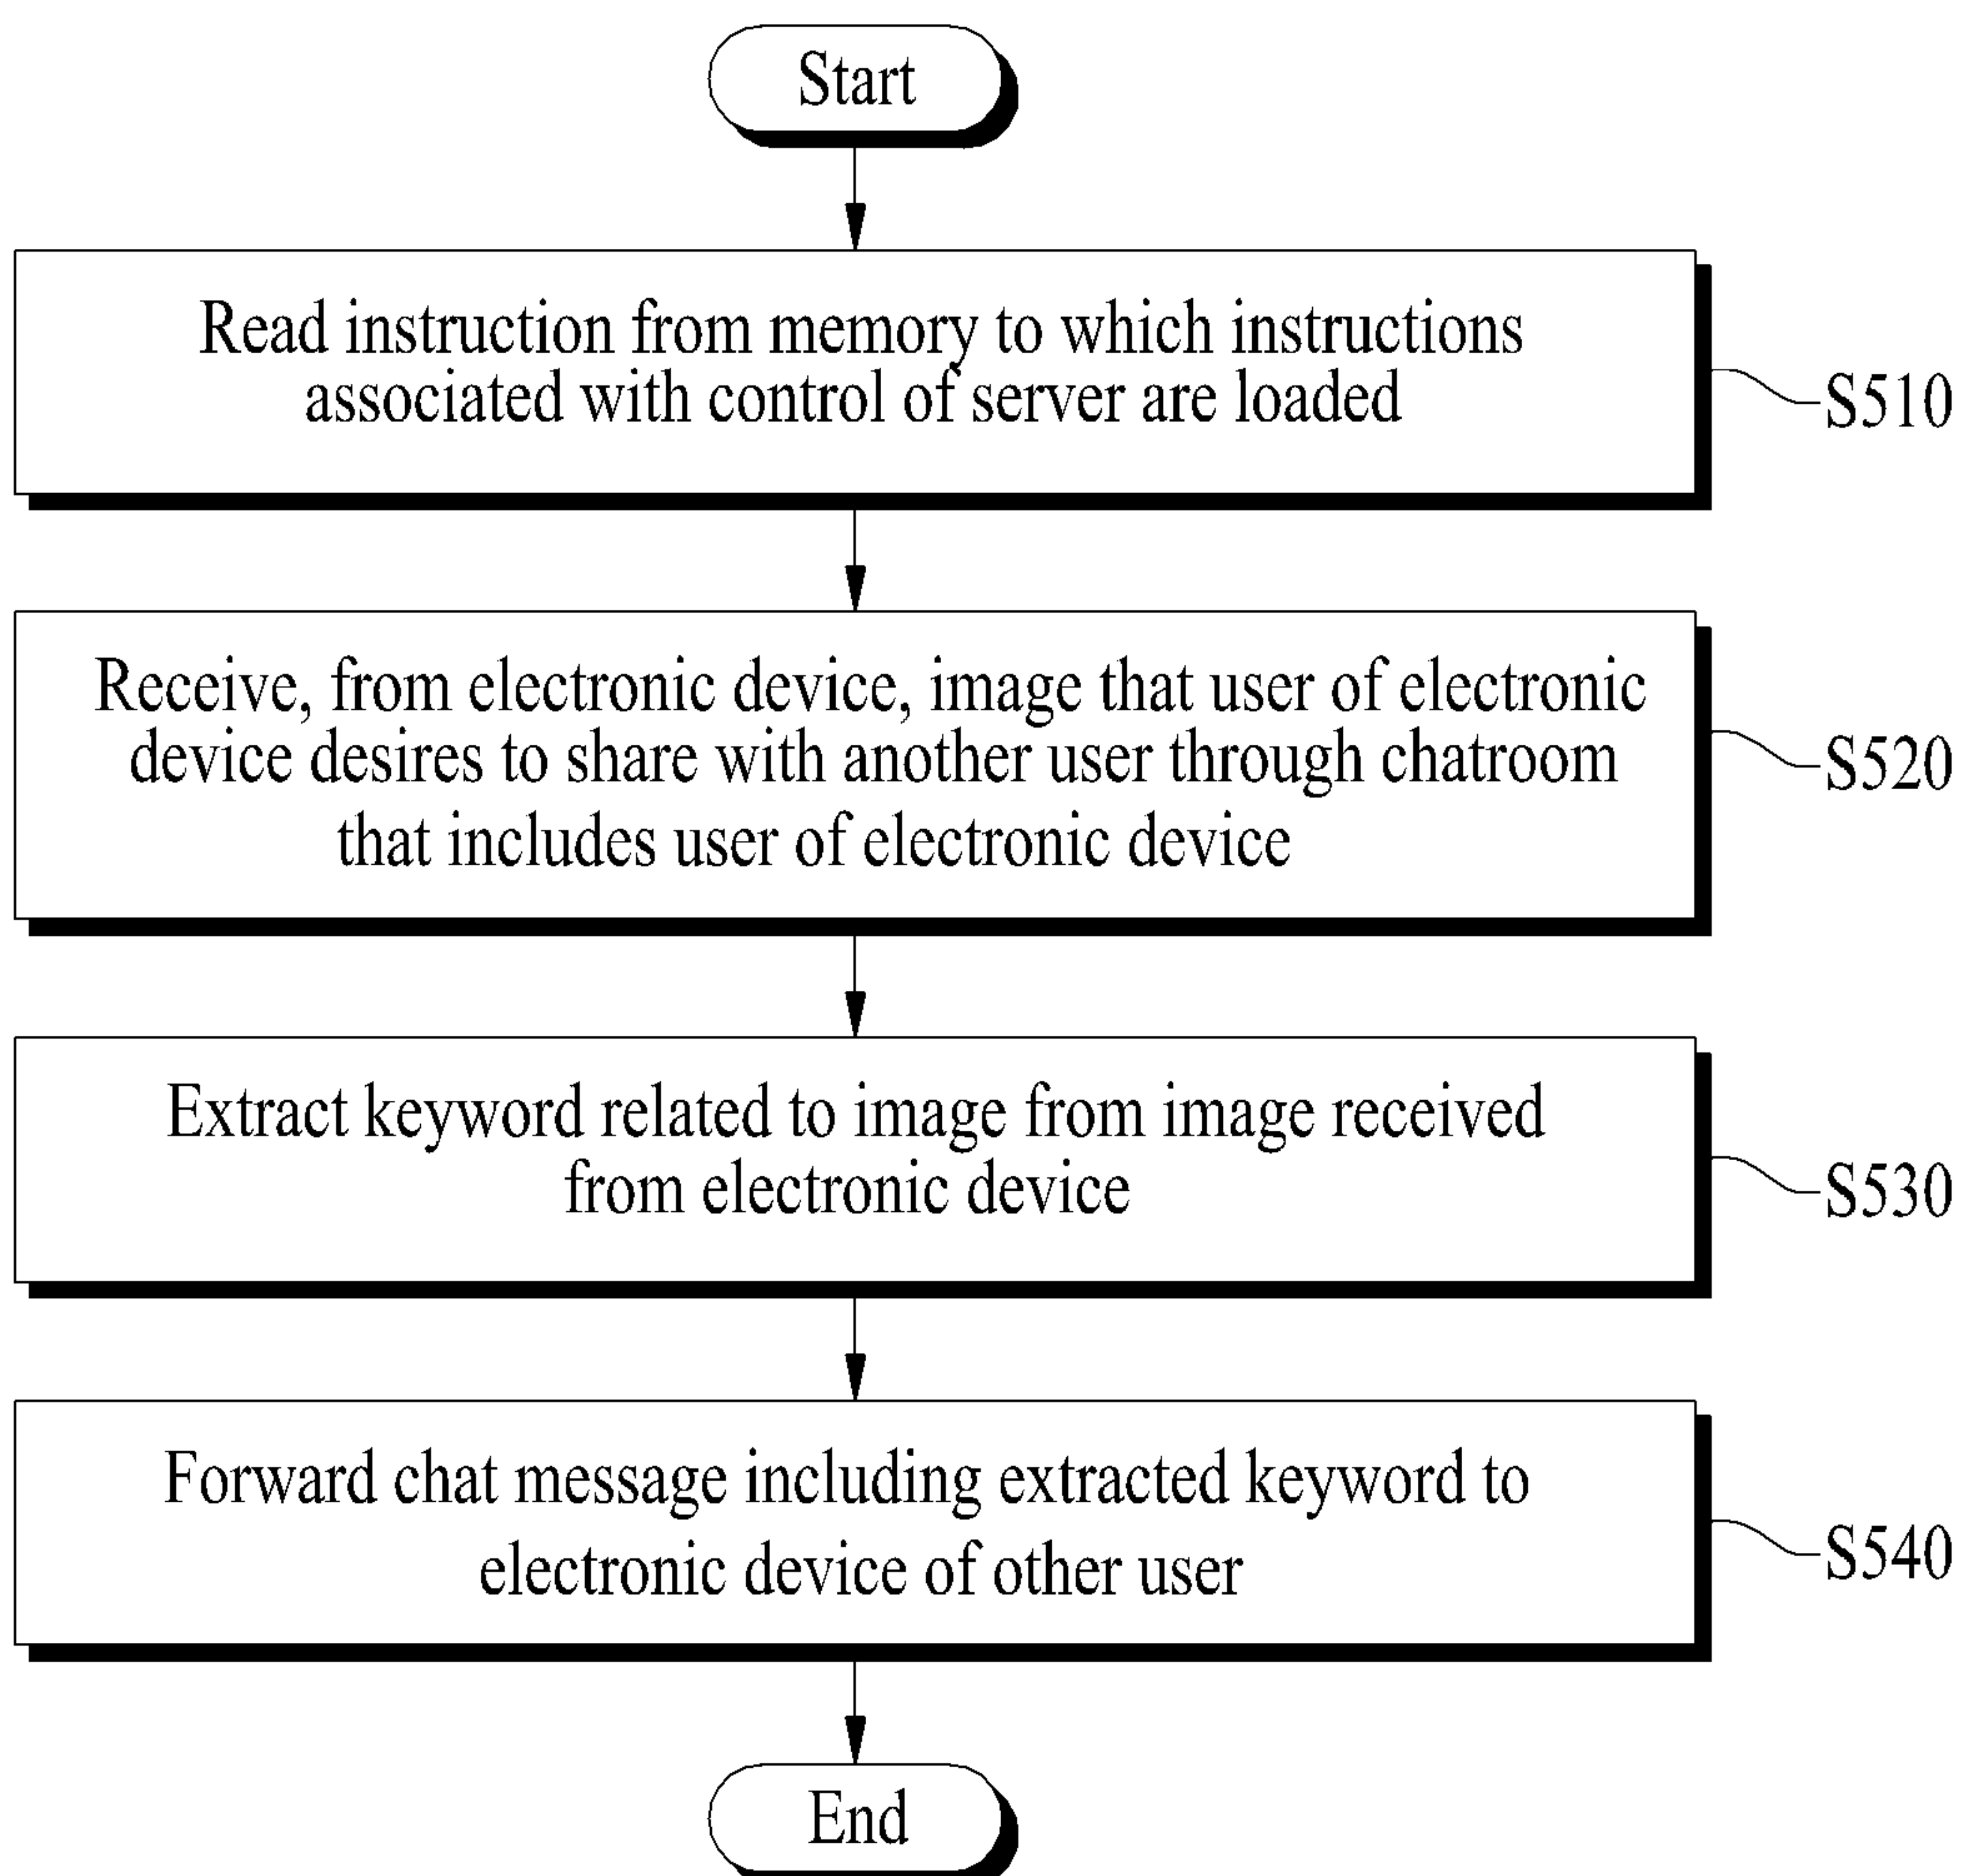 Start
Read instruction from memory to which instructions
associated with control of server are loaded
S510
Receive, from electronic device, image that user of electronic
device desires to share with another user through chatroom
that includes user of electronic device
S520
Extract keyword related to image from image received
from electronic device
S530
Forward chat message including extracted keyword to
electronic device of other user
S540
End